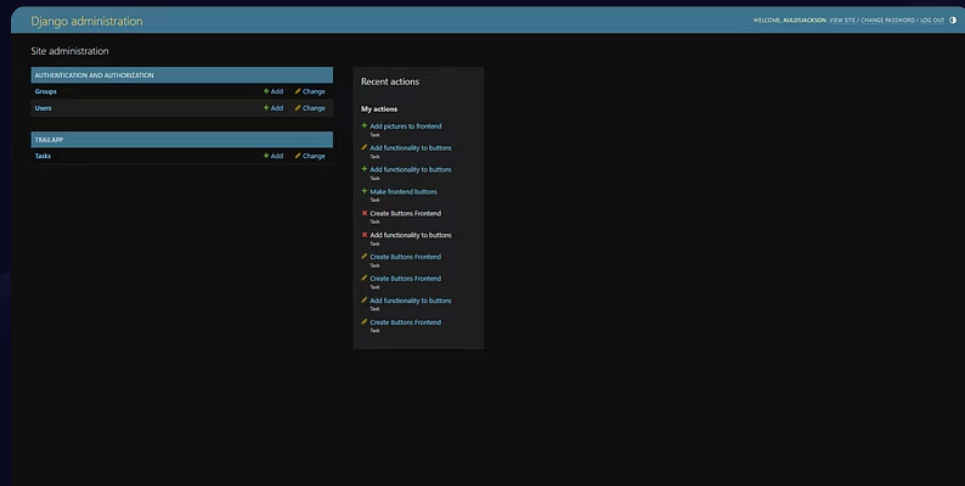 Django administration
WELCOME, AULDSJACKSON. VIEW SITE / CHANGE PASSWORD / LOG OUT
Site administration
AUTHENTICATION AND AUTHORIZATION
Groups + Add Change
Users + Add Change
TRAILAPP
Tasks + Add Change
Recent actions
My actions
Add pictures to frontend
Task
Add functionality to buttons
Task
Add functionality to buttons
Task
Make frontend buttons
Task
Create Buttons Frontend
Task
Add functionality to buttons
Task
Create Buttons Frontend
Task
Create Buttons Frontend
Task
Add functionality to buttons
Task
Create Buttons Frontend
Task